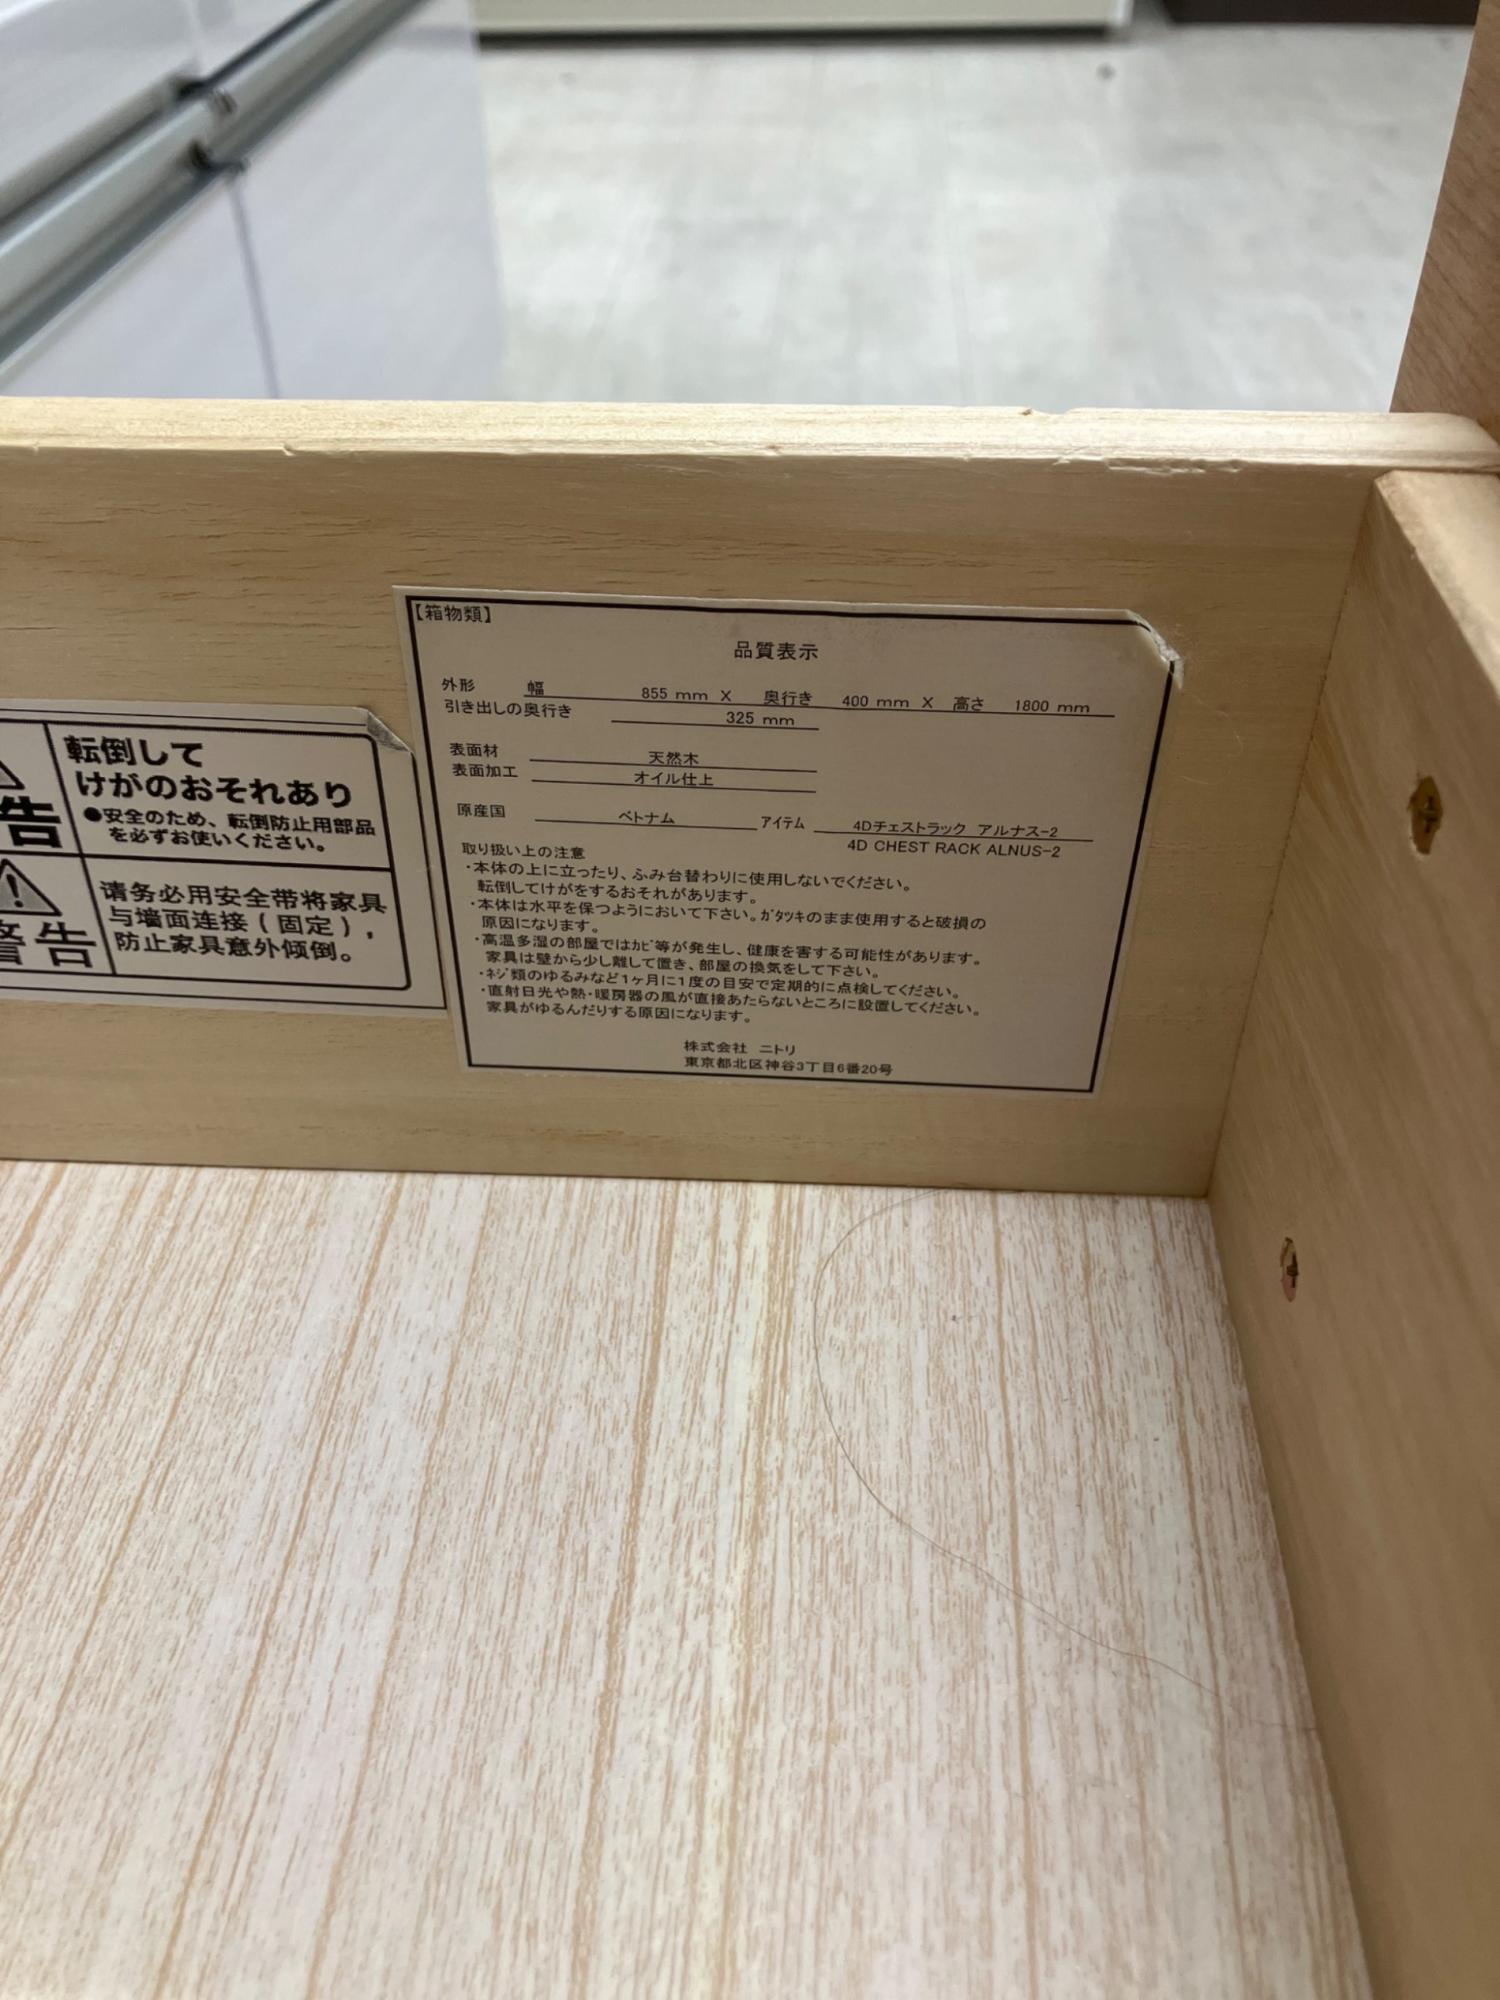 転倒して
けがのおそれあり
●安全のため、転倒防止用部品
を必ずお使いください。
告
请务必用安全带将家具
与墙面连接(固定),
防止家具意外倾倒。
警告
【箱物類】
品質表示
外形 幅 855 mm X 奥行き 400 mm X 高さ 1800 mm
引き出しの奥行き 325 mm
表面材 天然木
表面加工 オイル仕上
原産国 ベトナム アイテム 4Dチェストラック アルナス-2
4D CHEST RACK ALNUS-2
取り扱い上の注意
・本体の上に立ったり、ふみ台替わりに使用しないでください。
転倒してけがをするおそれがあります。
・本体は水平を保つようにおいて下さい。ガタツキのまま使用すると破損の
原因になります。
・高温多湿の部屋ではカビ等が発生し、健康を害する可能性があります。
家具は壁から少し離して置き、部屋の換気をして下さい。
・ネジ類のゆるみなど1ヶ月に1度の目安で定期的に点検してください。
・直射日光や熱・暖房器の風が直接あたらないところに設置してください。
家具がゆるんだりする原因になります。
株式会社 ニトリ
東京都北区神谷3丁目6番20号